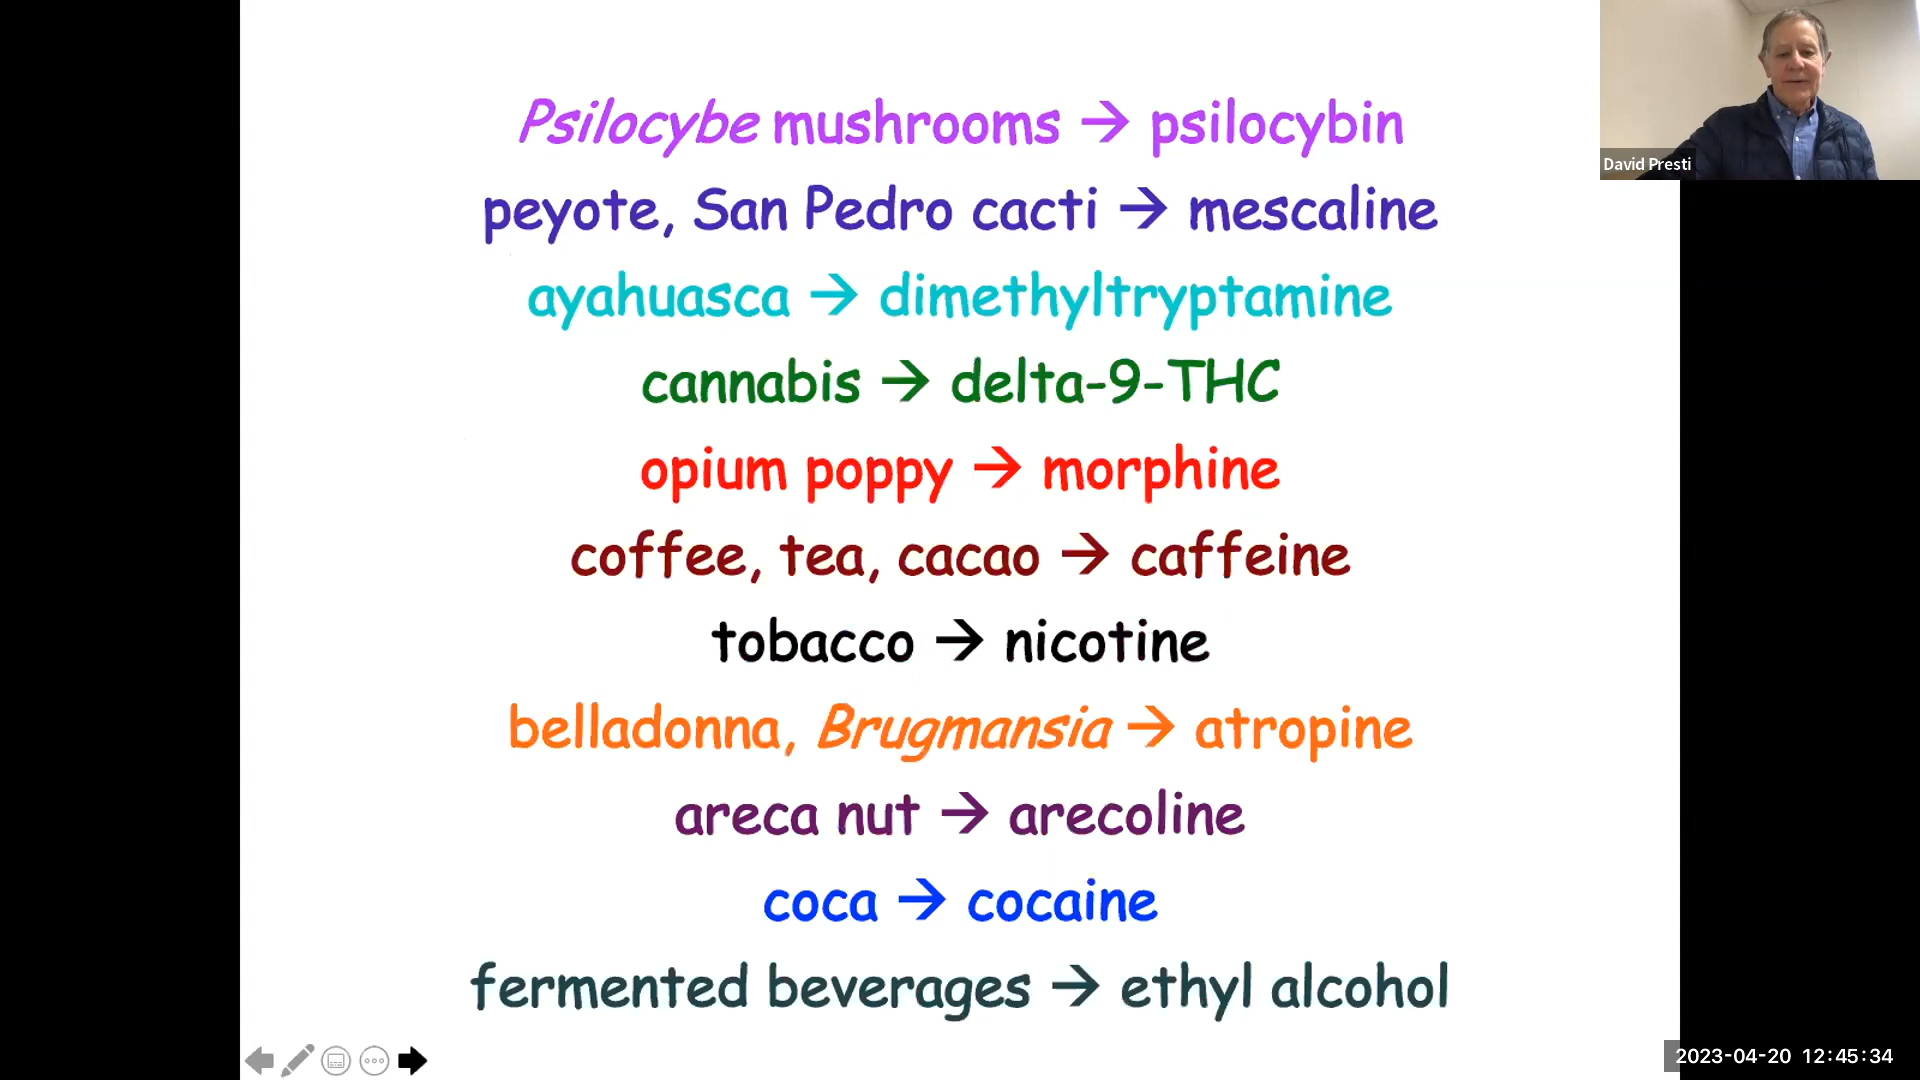 Psilocybe mushrooms → psilocybin
David Presti
peyote, San Pedro cacti → mescaline
ayahuasca → dimethyltryptamine
cannabis → delta-9-THC
opium poppy → morphine
coffee, tea, cacao → caffeine
tobacco → nicotine
belladonna, Brugmansia → atropine
areca nut → arecoline
coca → cocaine
fermented beverages → ethyl alcohol
2023-04-20 12:45:34